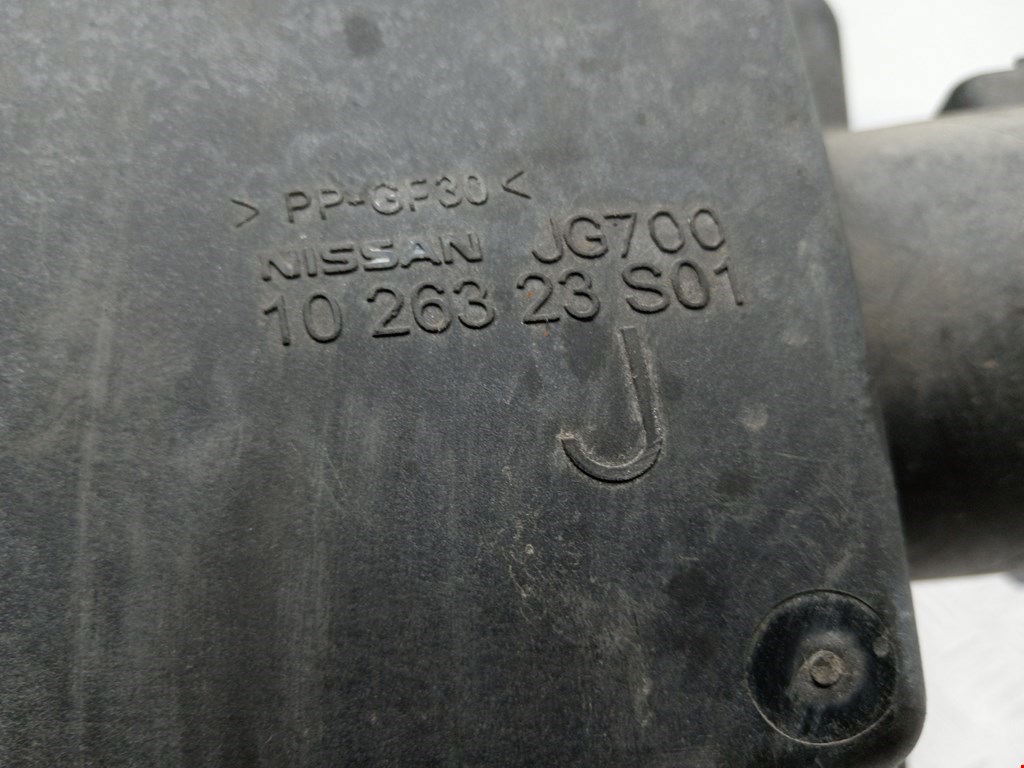 > PP-GF30 <
NISSAN JG700
10 263 23 S01
J